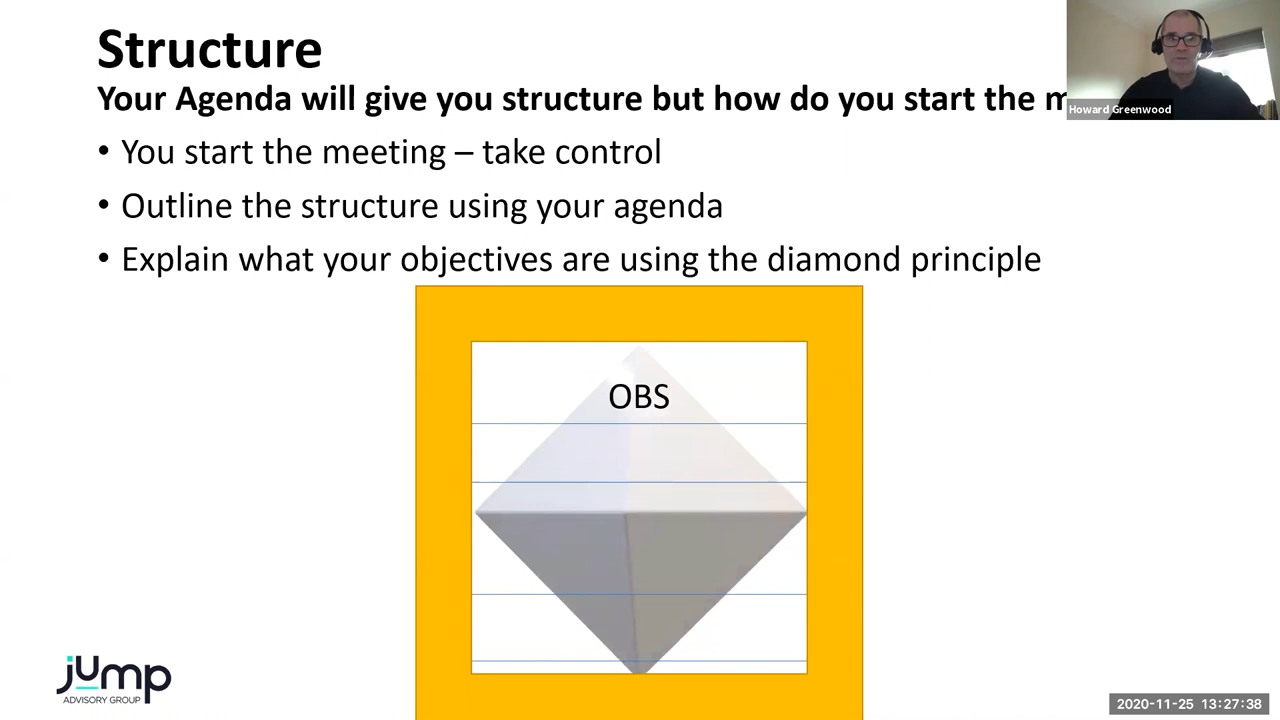 Structure
Your Agenda will give you structure but how do you start the
Howard Greenwood
• You start the meeting – take control
• Outline the structure using your agenda
• Explain what your objectives are using the diamond principle
OBS
jump
ADVISORY GROUP
2020-11-25 13:27:38